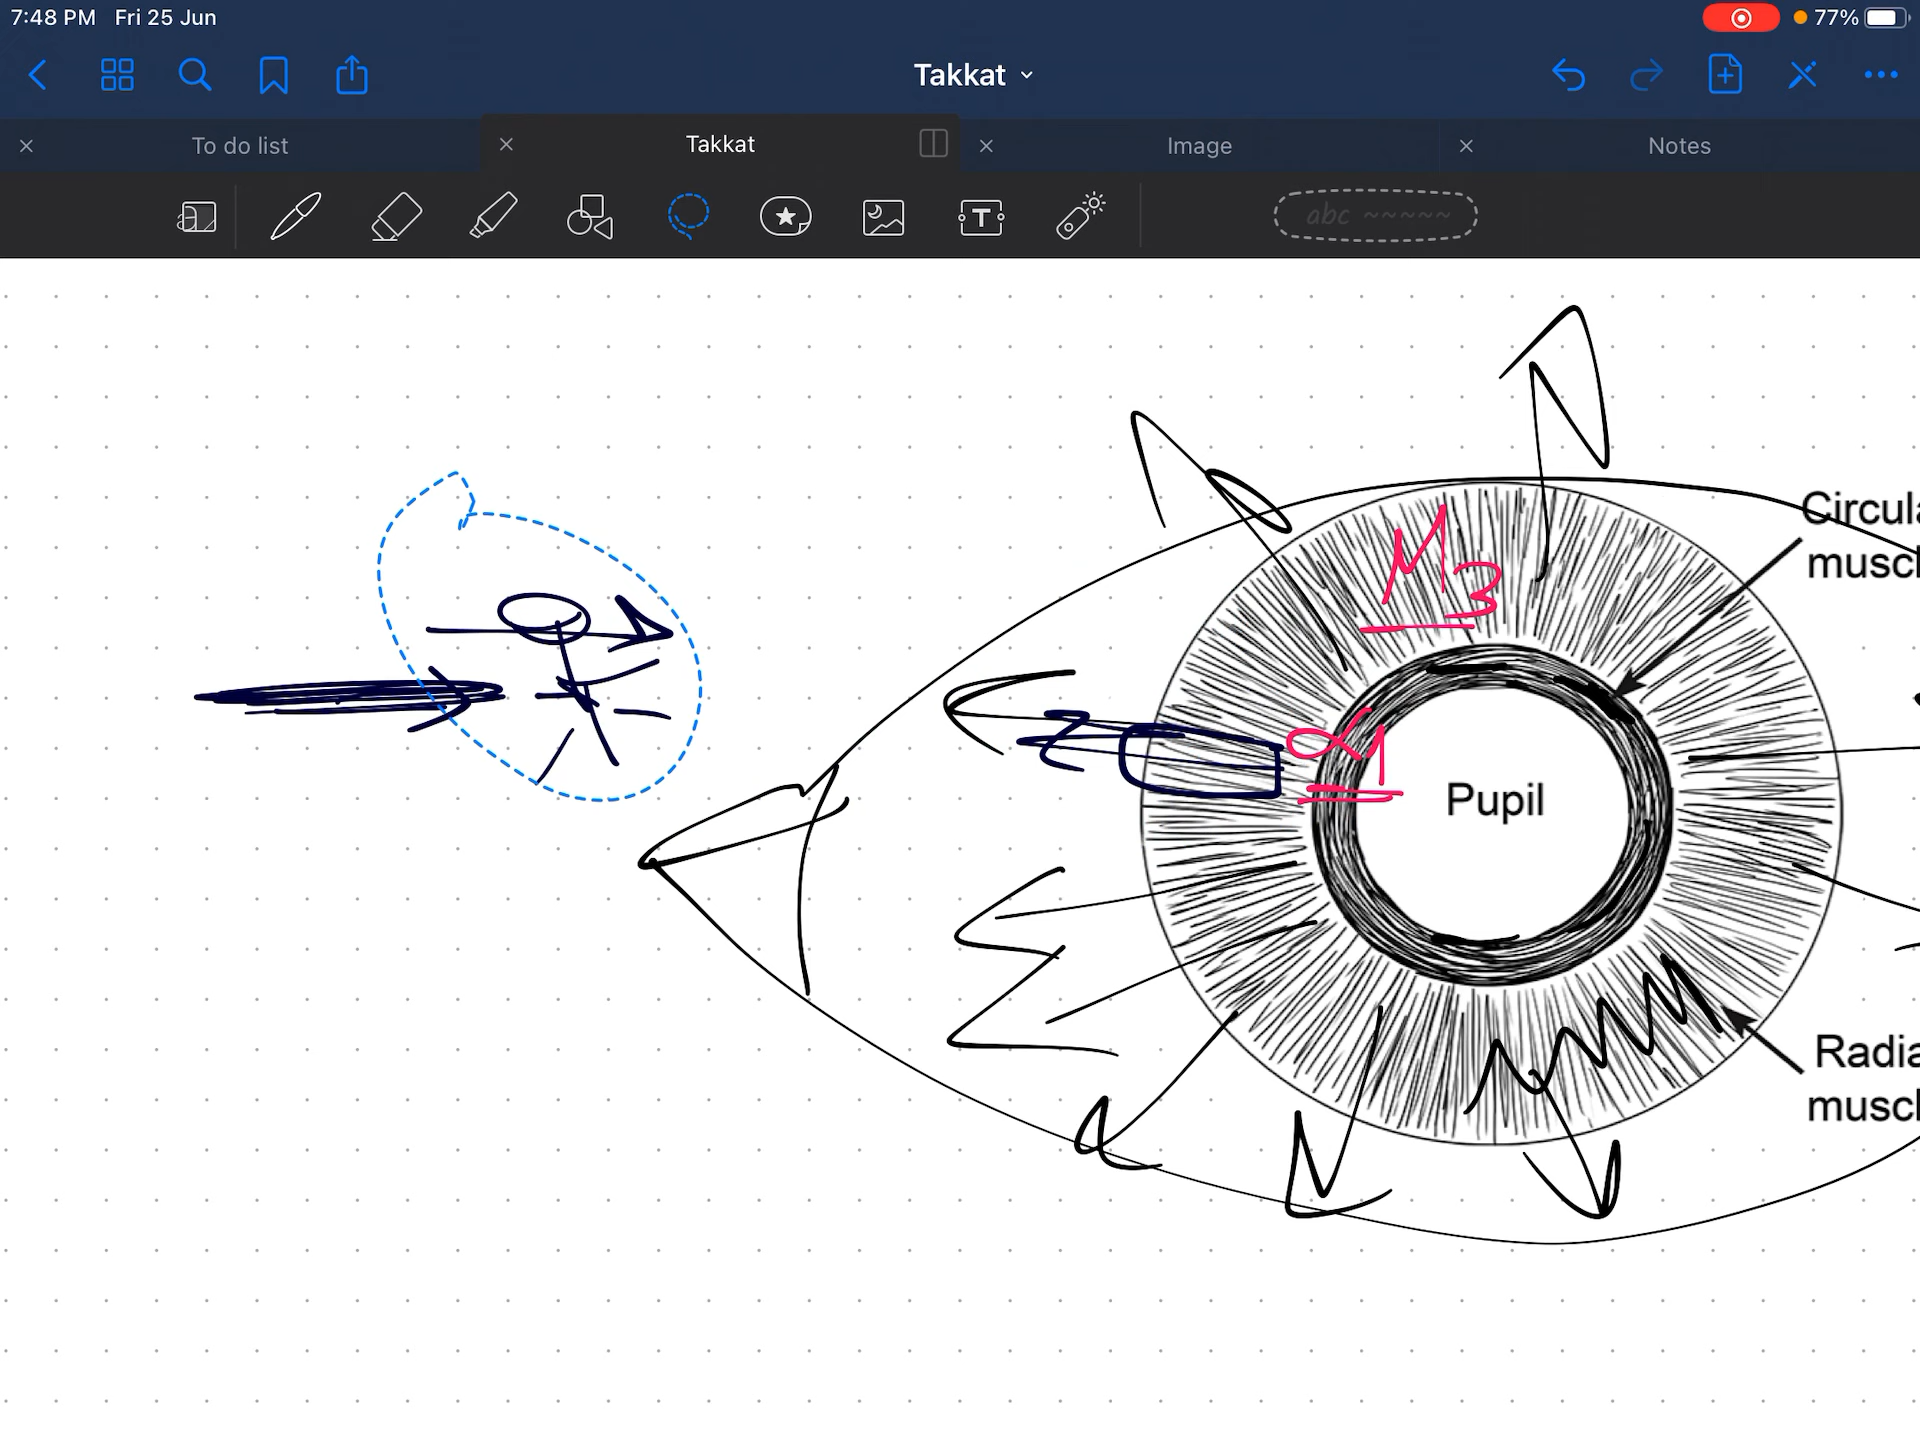 7:48 PM Fri 25 Jun
77%
Takkat
To do list
Takkat
Image
Notes
a
T
abc
Circula
muscl
M3
α1
Pupil
Radia
muscl